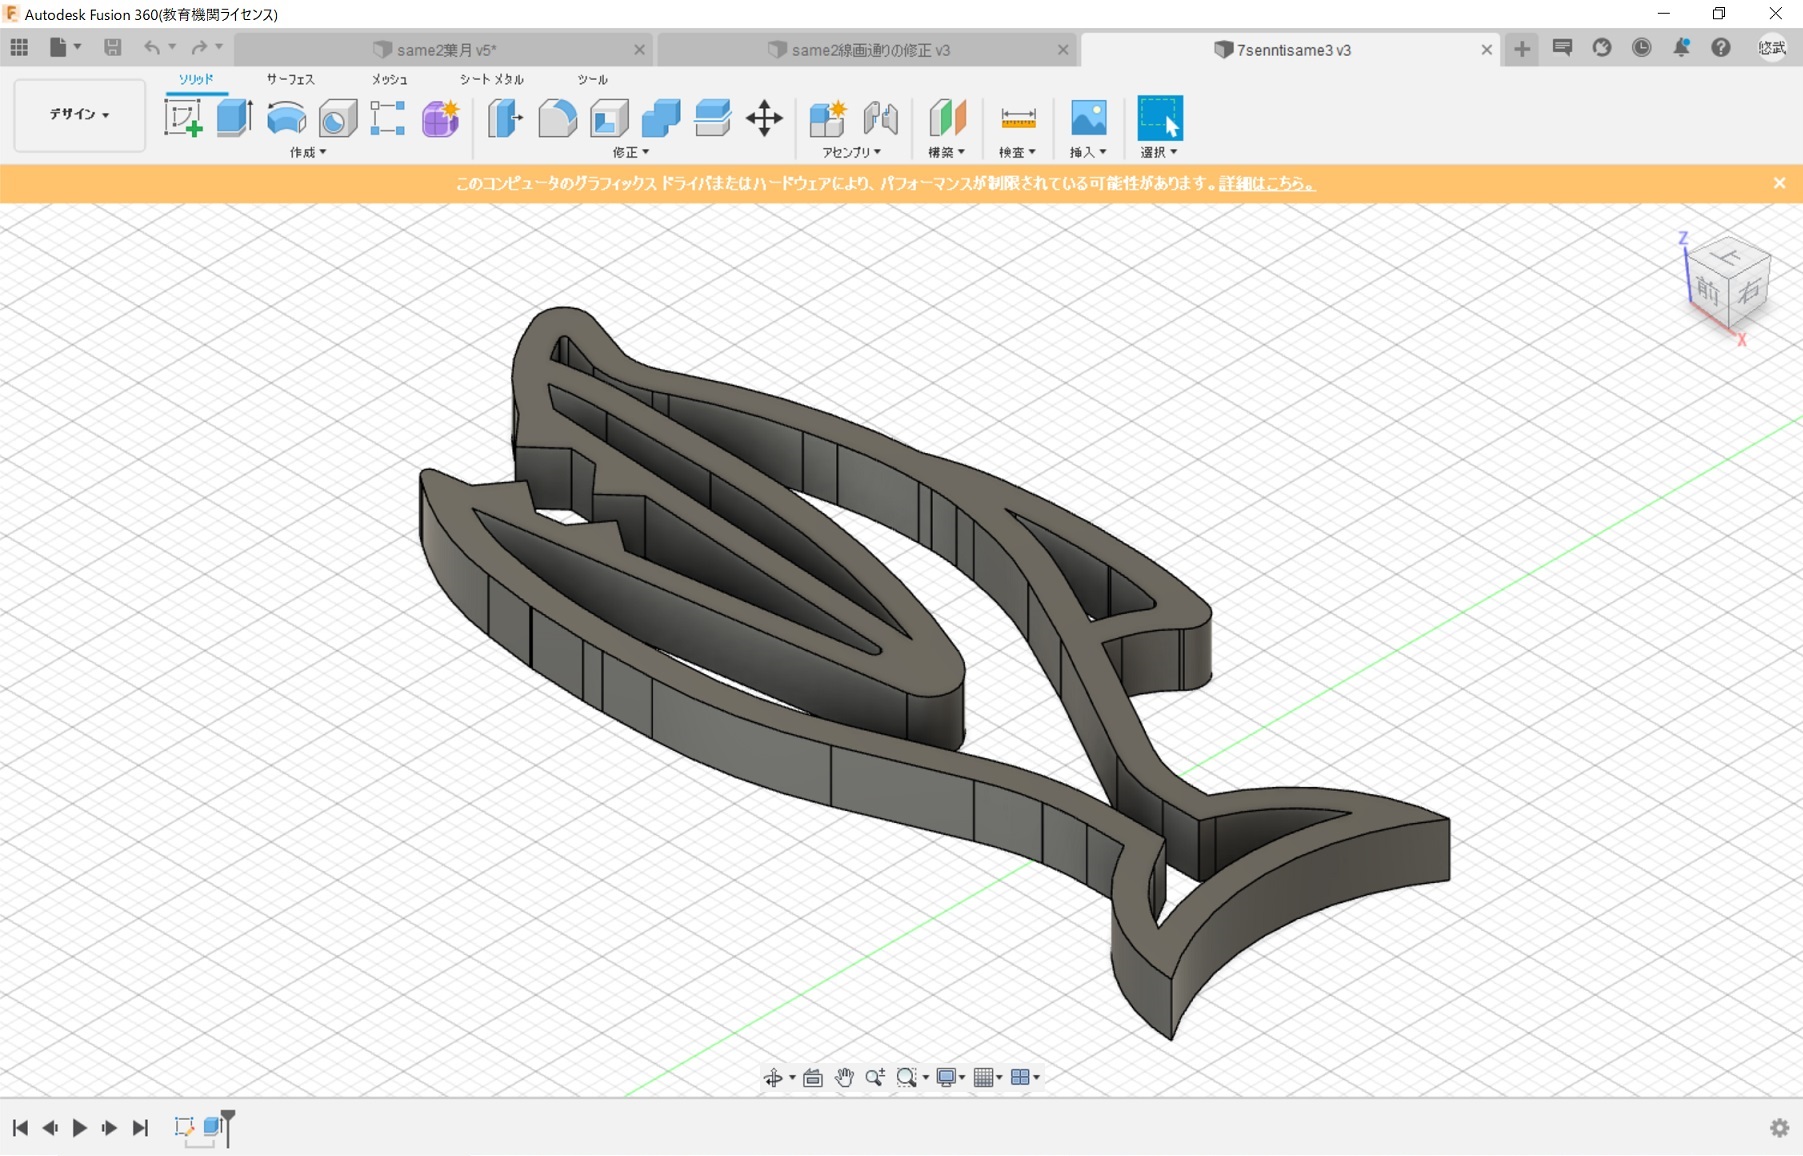 Autodesk Fusion 360(教育機関ライセンス)
same2葉月 v5*
same2線画通りの修正 v3
7senntisame3 v3
悠武
デザイン
ソリッド
サーフェス
メッシュ
シート メタル
ツール
作成
修正
アセンブリ
構築
検査
挿入
選択
このコンピュータのグラフィックス ドライバまたはハードウェアにより、パフォーマンスが制限されている可能性があります。詳細はこちら。
Z
上
前
右
X